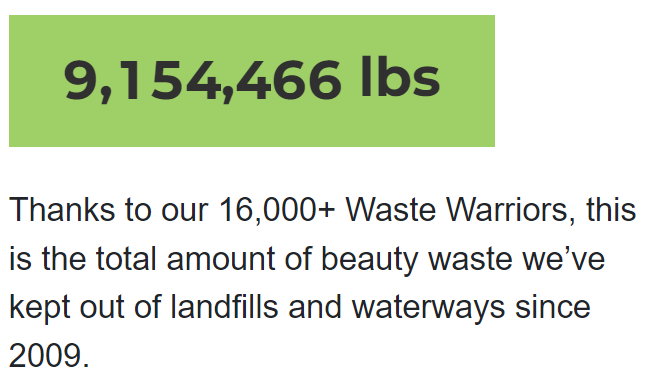 9,154,466 lbs
Thanks to our 16,000+ Waste Warriors, this
is the total amount of beauty waste we’ve
kept out of landfills and waterways since
2009.